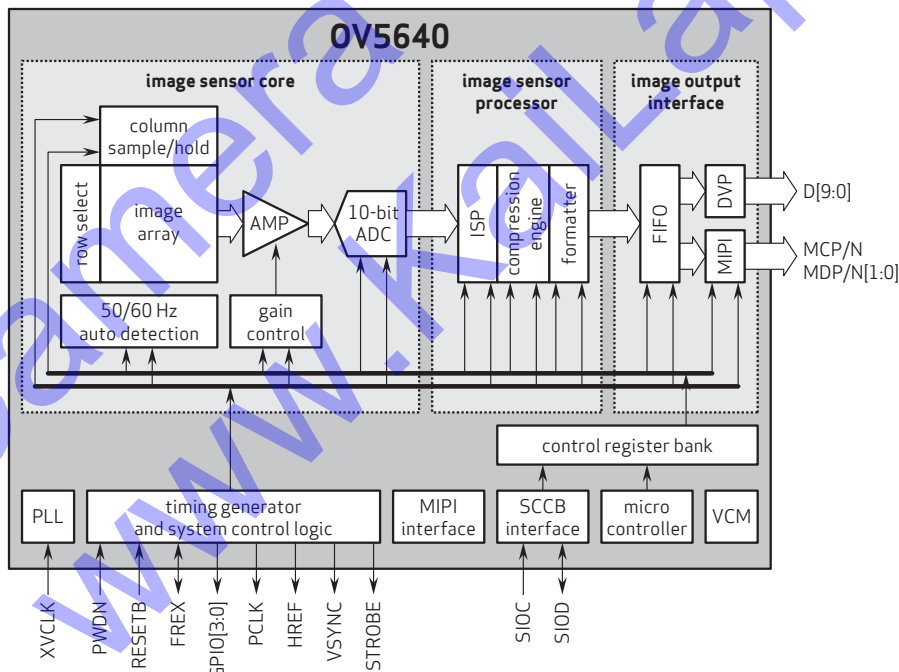 OV5640
image sensor core
image sensor
processor
image output
interface
column
sample/hold
row select
image
array
AMP
10-bit
ADC
ISP
compression
engine
formatter
FIFO
DVP
MIPI
D[9:0]
MCP/N
MDP/N[1:0]
50/60 Hz
auto detection
gain
control
control register bank
PLL
timing generator
and system control logic
MIPI
interface
SCCB
interface
micro
controller
VCM
XVCLK
PWDN
RESETB
FREX
GPIO[3:0]
PCLK
HREF
VSYNC
STROBE
SIOC
SIOD
camera
www.KaiLa